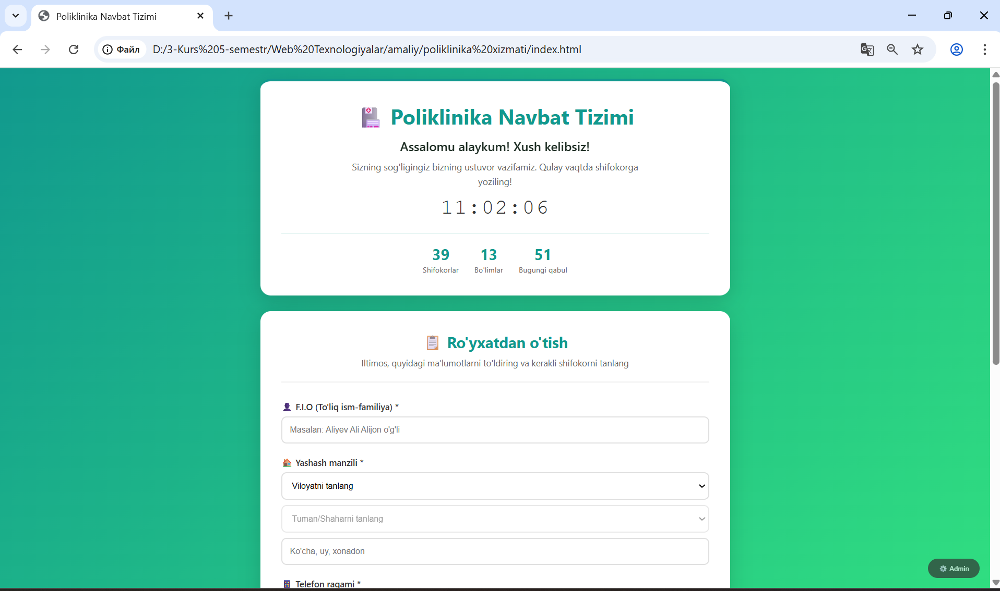 Poliklinika Navbat Tizimi
Файл
D:/3-Kurs%205-semestr/Web%20Texnologiyalar/amaliy/poliklinika%20xizmati/index.html
Poliklinika Navbat Tizimi
Assalomu alaykum! Xush kelibsiz!
Sizning sog'ligingiz bizning ustuvor vazifamiz. Qulay vaqtda shifokorga
yoziling!
11:02:06
39 13 51
Shifokorlar Bo'limlar Bugungi qabul
Ro'yxatdan o'tish
Iltimos, quyidagi ma'lumotlarni to'ldiring va kerakli shifokorni tanlang
F.I.O (To'liq ism-familiya) *
Masalan: Aliyev Ali Alijon o'g'li
Yashash manzili *
Viloyatni tanlang
Tuman/Shaharni tanlang
Ko'cha, uy, xonadon
Admin
Telefon raqami *